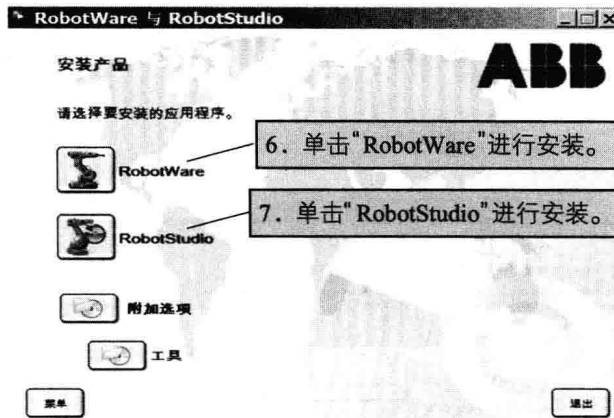 RobotWare 与 RobotStudio
ABB
安装产品
请选择要安装的应用程序。
6. 单击"RobotWare"进行安装。
RobotWare
7. 单击"RobotStudio"进行安装。
RobotStudio
附加选项
工具
菜单
退出